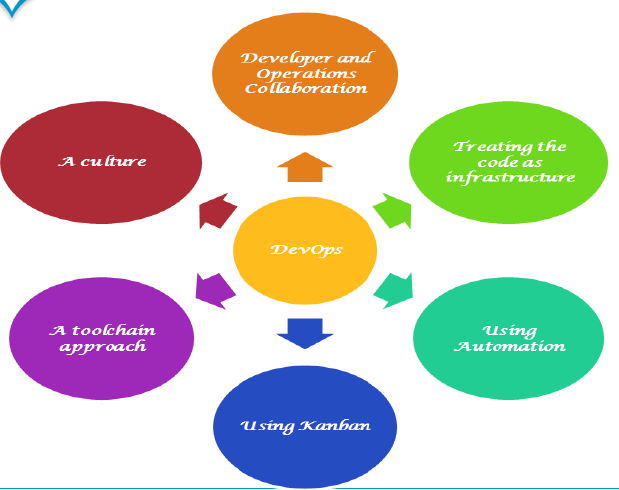 Developer and
Operations
Collaboration
Treating the
code as
infrastructure
Using
Automation
Using Kanban
A toolchain
approach
A culture
DevOps